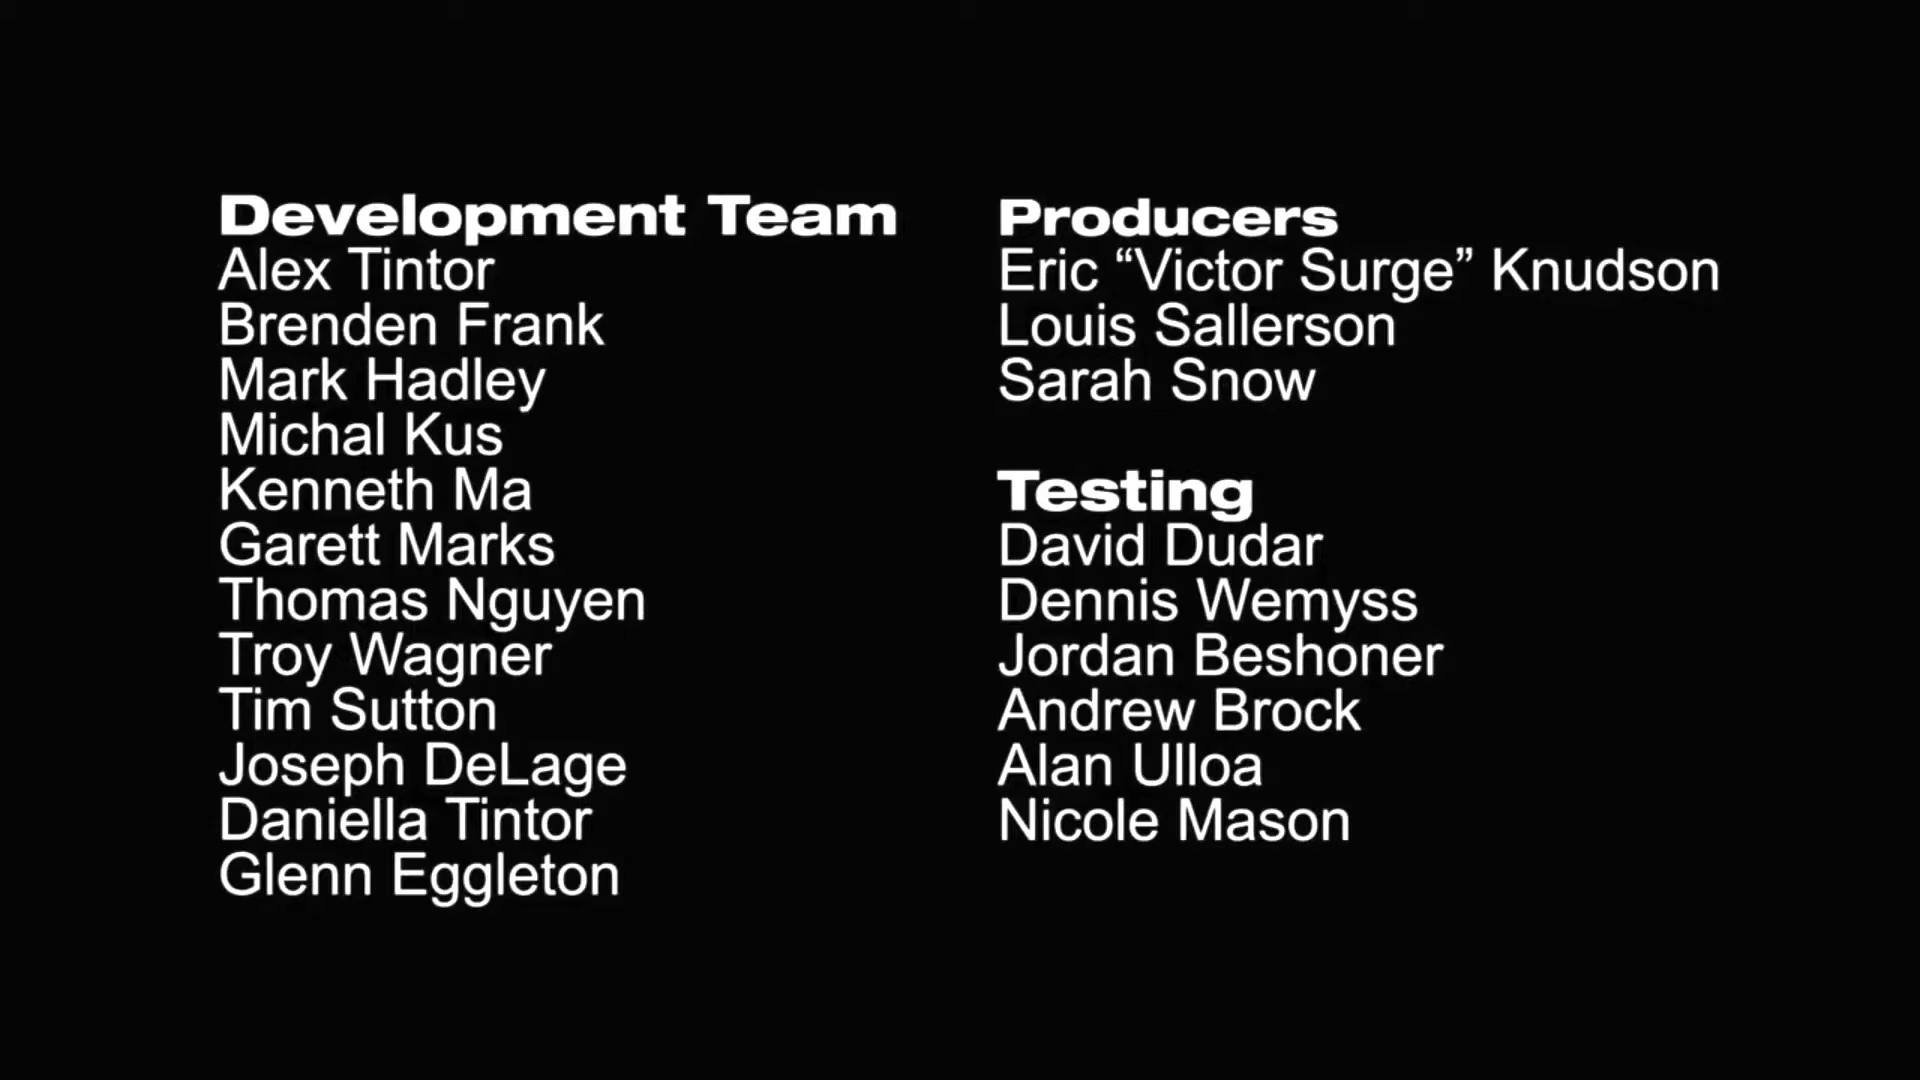 Development Team
Alex Tintor
Brenden Frank
Mark Hadley
Michal Kus
Kenneth Ma
Garett Marks
Thomas Nguyen
Troy Wagner
Tim Sutton
Joseph DeLage
Daniella Tintor
Glenn Eggleton
Producers
Eric “Victor Surge” Knudson
Louis Sallerson
Sarah Snow
Testing
David Dudar
Dennis Wemyss
Jordan Beshoner
Andrew Brock
Alan Ulloa
Nicole Mason